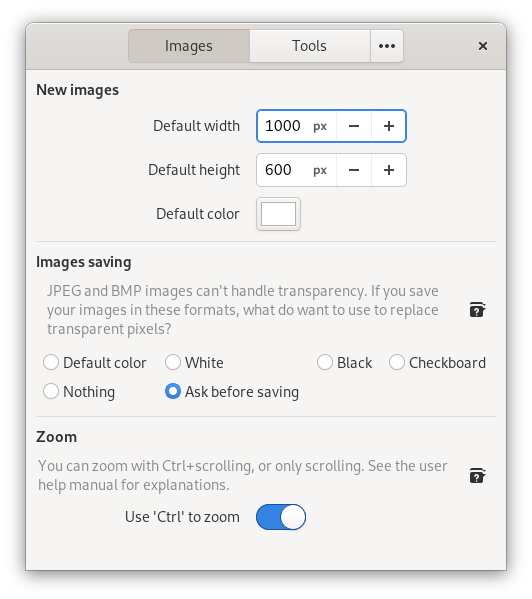 Images Tools •••
New images
Default width 1000 px − +
Default height 600 px − +
Default color
Images saving
JPEG and BMP images can't handle transparency. If you save
your images in these formats, what do want to use to replace
transparent pixels?
Default color White Black Checkboard
Nothing Ask before saving
Zoom
You can zoom with Ctrl+scrolling, or only scrolling. See the user
help manual for explanations.
Use 'Ctrl' to zoom